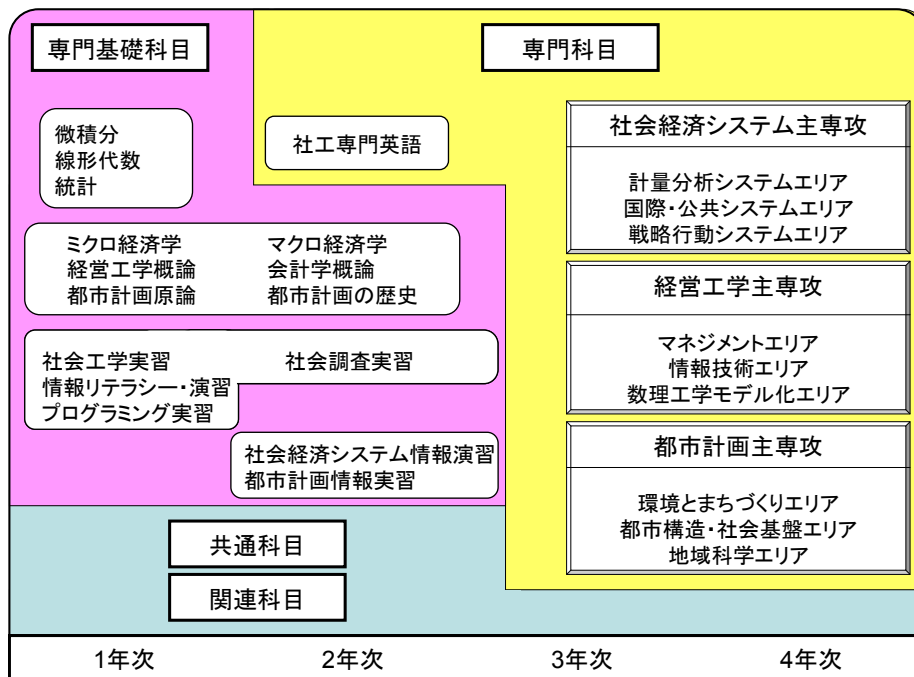 専門基礎科目
専門科目
微積分
線形代数
統計
社工専門英語
ミクロ経済学 マクロ経済学
経営工学概論 会計学概論
都市計画原論 都市計画の歴史
社会工学実習 社会調査実習
情報リテラシー・演習
プログラミング実習
社会経済システム情報演習
都市計画情報実習
社会経済システム主専攻
計量分析システムエリア
国際・公共システムエリア
戦略行動システムエリア
経営工学主専攻
マネジメントエリア
情報技術エリア
数理工学モデル化エリア
都市計画主専攻
環境とまちづくりエリア
都市構造・社会基盤エリア
地域科学エリア
共通科目
関連科目
1年次 2年次 3年次 4年次